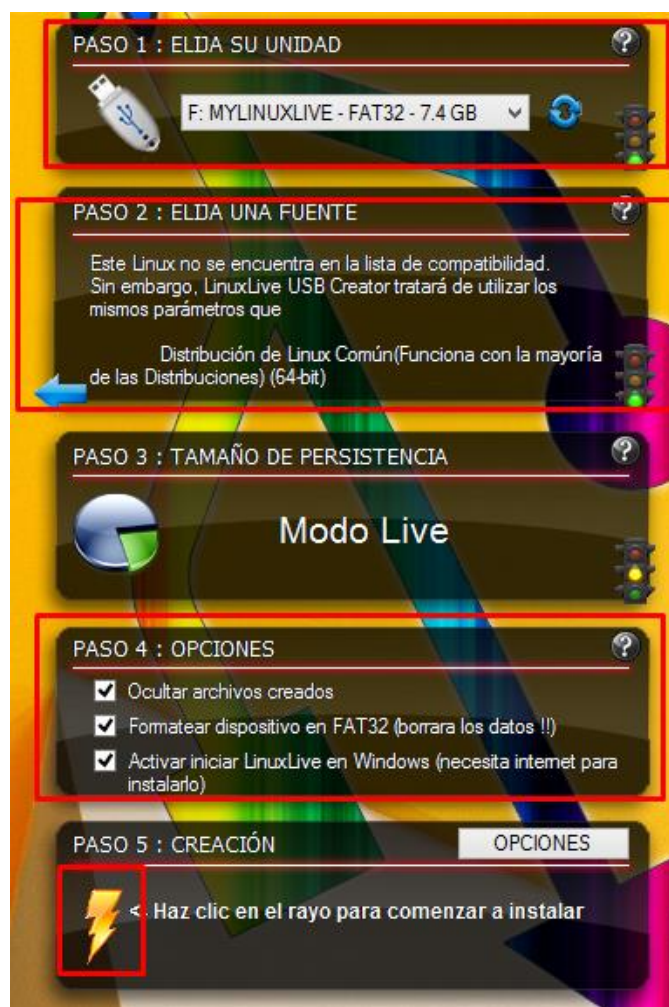 PASO 1 : ELIJA SU UNIDAD
?
F: MYLINUXLIVE - FAT32 - 7.4 GB
PASO 2 : ELIJA UNA FUENTE
?
Este Linux no se encuentra en la lista de compatibilidad.
Sin embargo, LinuxLive USB Creator tratará de utilizar los
mismos parámetros que
Distribución de Linux Común(Funciona con la mayoría
de las Distribuciones) (64-bit)
PASO 3 : TAMAÑO DE PERSISTENCIA
?
Modo Live
PASO 4 : OPCIONES
?
Ocultar archivos creados
Formatear dispositivo en FAT32 (borrara los datos !!)
Activar iniciar LinuxLive en Windows (necesita internet para
instalarlo)
PASO 5 : CREACIÓN
OPCIONES
< Haz clic en el rayo para comenzar a instalar